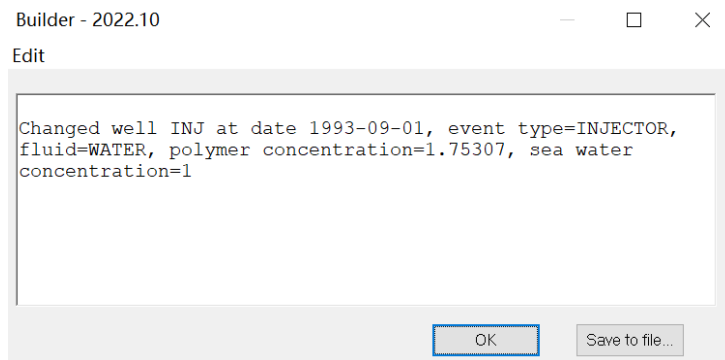 Builder - 2022.10
Edit
Changed well INJ at date 1993-09-01, event type=INJECTOR,
fluid=WATER, polymer concentration=1.75307, sea water
concentration=1
OK
Save to file...